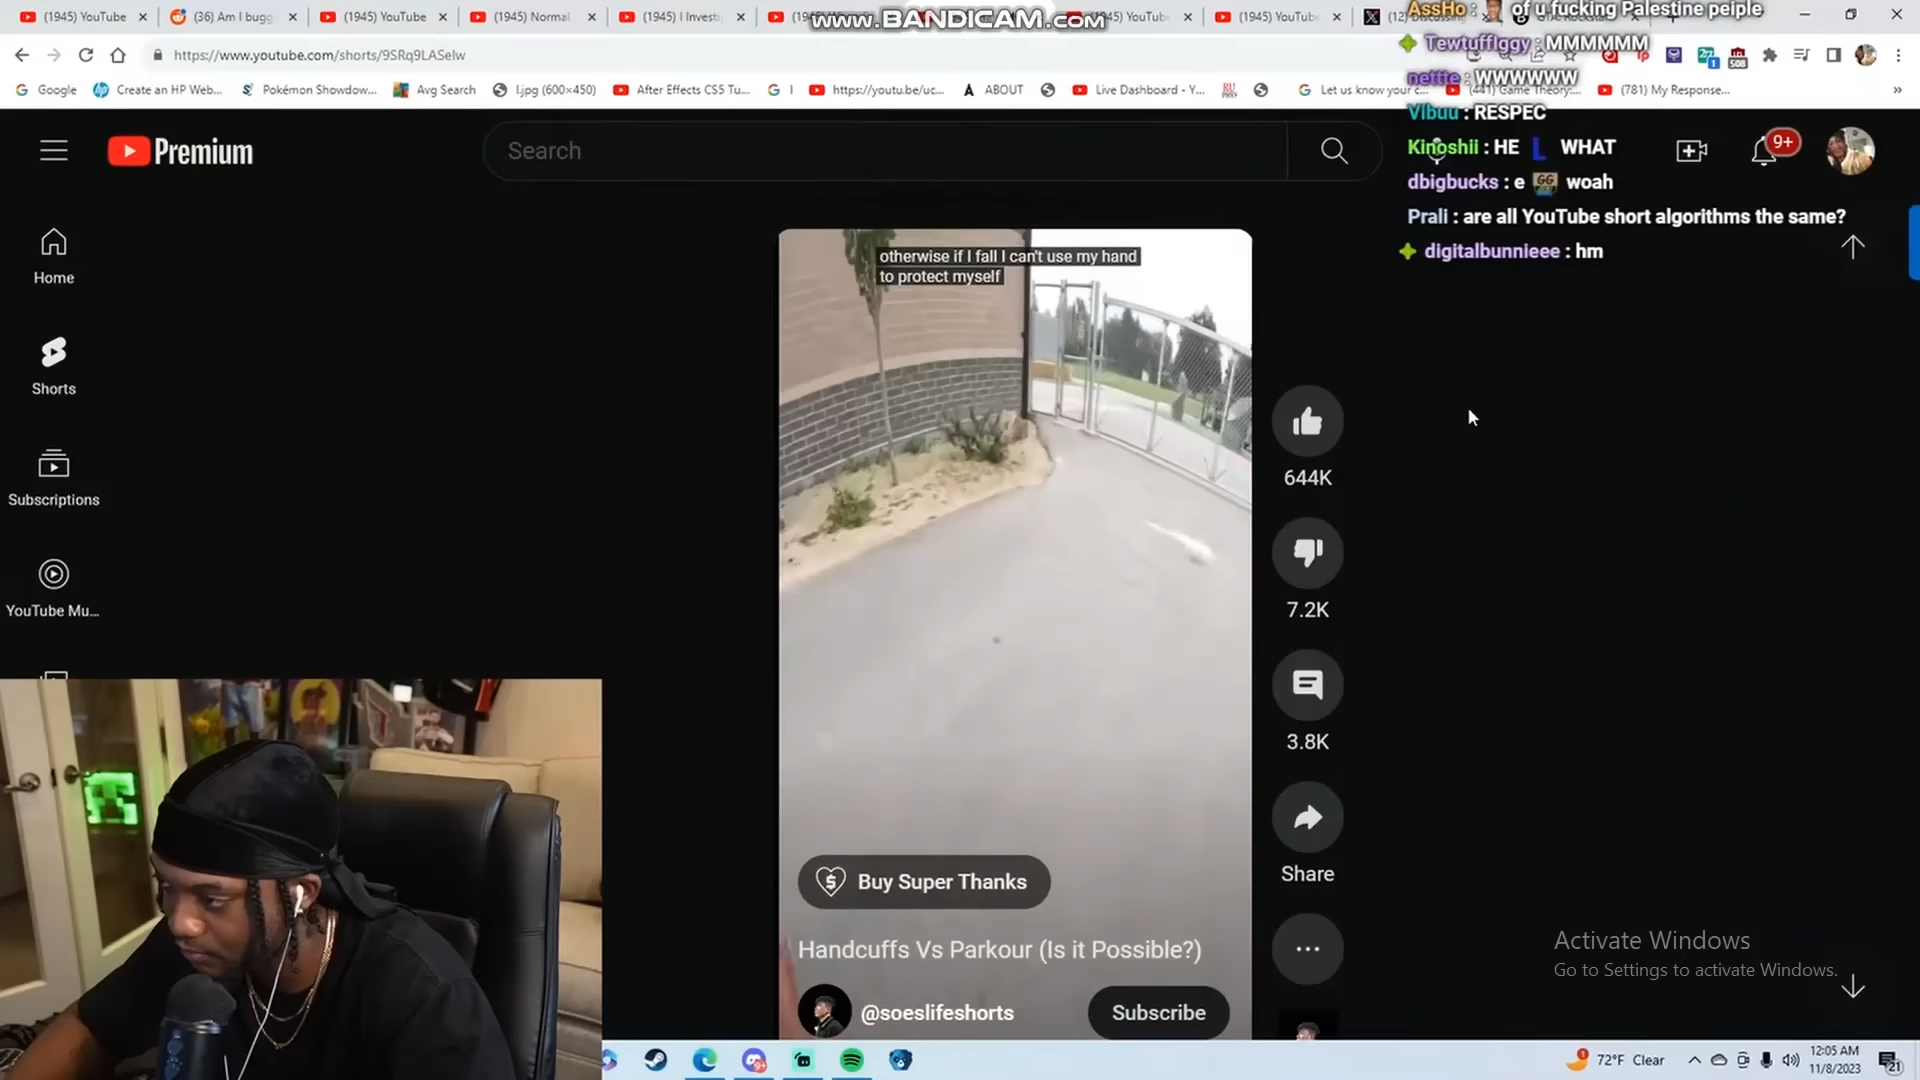 (1945) YouTube
(36) Am I bugg
(1945) YouTube
(1945) Normal
(1945) I Investi
(1945) YouTube
(1945) YouTube
www.BANDICAM.com
AssHo : of u fucking Palestine peiple
https://www.youtube.com/shorts/9SRq9LASelw
Tewtufflggy : MMMMMM
508
Google
Create an HP Web...
Pokémon Showdow...
Avg Search
l.jpg (600×450)
After Effects CS5 Tu...
https://youtu.be/uc...
ABOUT
Live Dashboard - Y...
Let us know your c...
(441) Game Theory:...
(781) My Response...
»
nettie : WWWWWW
Vibuu : RESPEC
Kinoshii : HE L WHAT
dbigbucks : e GG woah
Prali : are all YouTube short algorithms the same?
digitalbunnieee : hm
Premium
Search
9+
Home
Shorts
Subscriptions
YouTube Mu...
otherwise if I fall I can't use my hand
to protect myself
644K
7.2K
3.8K
Share
Buy Super Thanks
Handcuffs Vs Parkour (Is it Possible?)
@soeslifeshorts
Subscribe
Activate Windows
Go to Settings to activate Windows.
72°F Clear
12:05 AM
11/8/2023
21